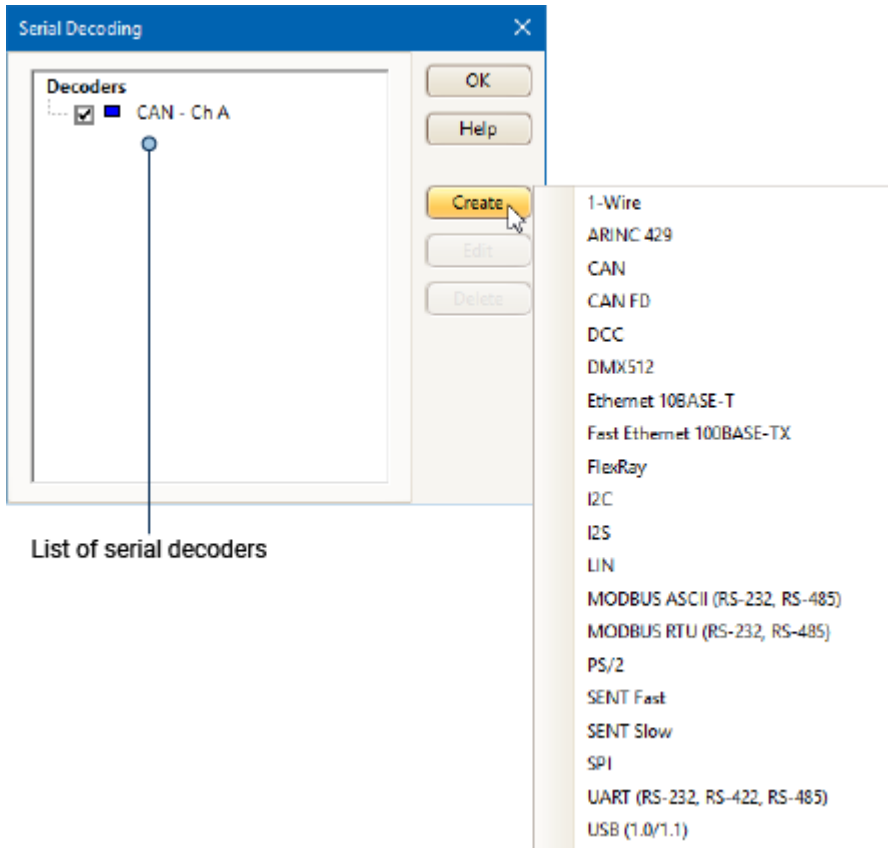 Serial Decoding
Decoders
CAN - Ch A
OK
Help
Create
Edit
Delete
List of serial decoders
1-Wire
ARINC 429
CAN
CAN FD
DCC
DMX512
Ethernet 10BASE-T
Fast Ethernet 100BASE-TX
FlexRay
I2C
I2S
LIN
MODBUS ASCII (RS-232, RS-485)
MODBUS RTU (RS-232, RS-485)
PS/2
SENT Fast
SENT Slow
SPI
UART (RS-232, RS-422, RS-485)
USB (1.0/1.1)